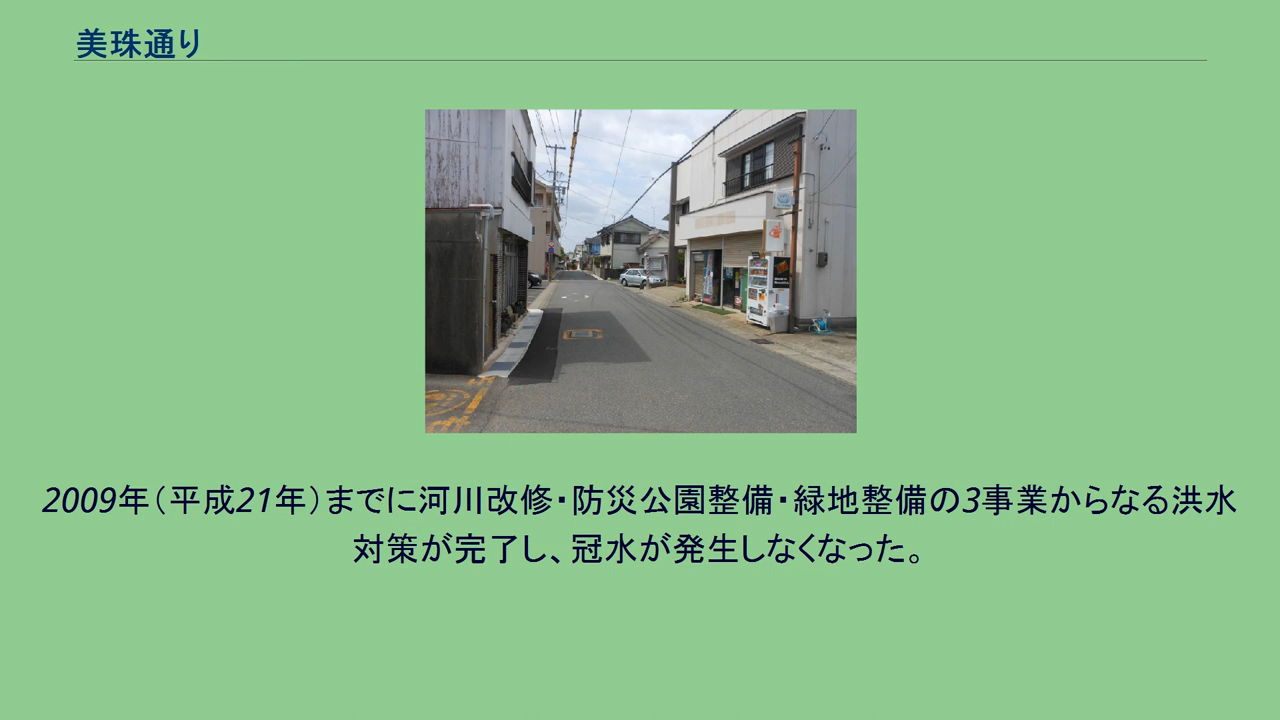 美珠通り
2009年（平成21年）までに河川改修・防災公園整備・緑地整備の3事業からなる洪水
対策が完了し、冠水が発生しなくなった。